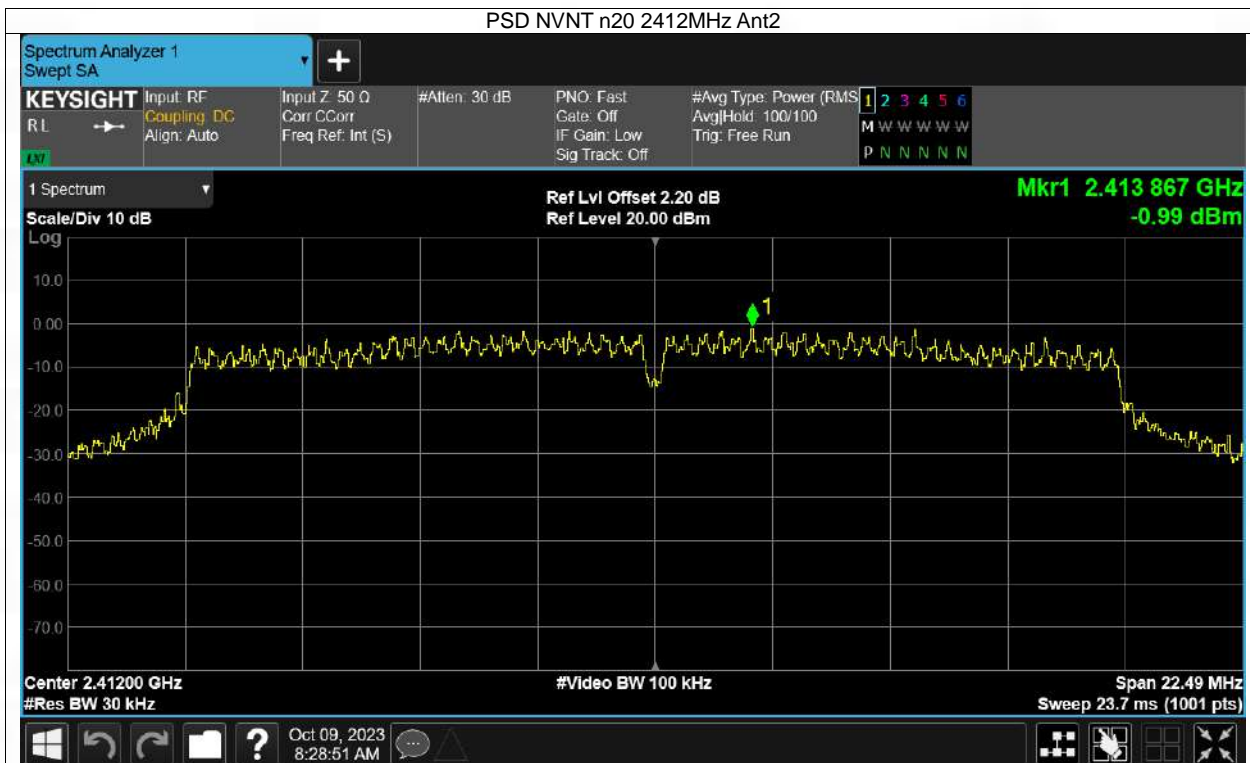 PSD NVNT n20 2412MHz Ant2
Spectrum Analyzer 1
Swept SA
+
KEYSIGHT
RL
LXI
Input: RF
Coupling: DC
Align: Auto
Input Z: 50 Ω
Corr CCorr
Freq Ref: Int (S)
#Atten: 30 dB
PNO: Fast
Gate: Off
IF Gain: Low
Sig Track: Off
#Avg Type: Power (RMS
Avg|Hold: 100/100
Trig: Free Run
1 2 3 4 5 6
M W W W W W
P N N N N N
1 Spectrum
Scale/Div 10 dB
Log
Ref Lvl Offset 2.20 dB
Ref Level 20.00 dBm
Mkr1 2.413 867 GHz
-0.99 dBm
10.0
0.00
-10.0
-20.0
-30.0
-40.0
-50.0
-60.0
-70.0
1
Center 2.41200 GHz
#Res BW 30 kHz
#Video BW 100 kHz
Span 22.49 MHz
Sweep 23.7 ms (1001 pts)
?
Oct 09, 2023
8:28:51 AM